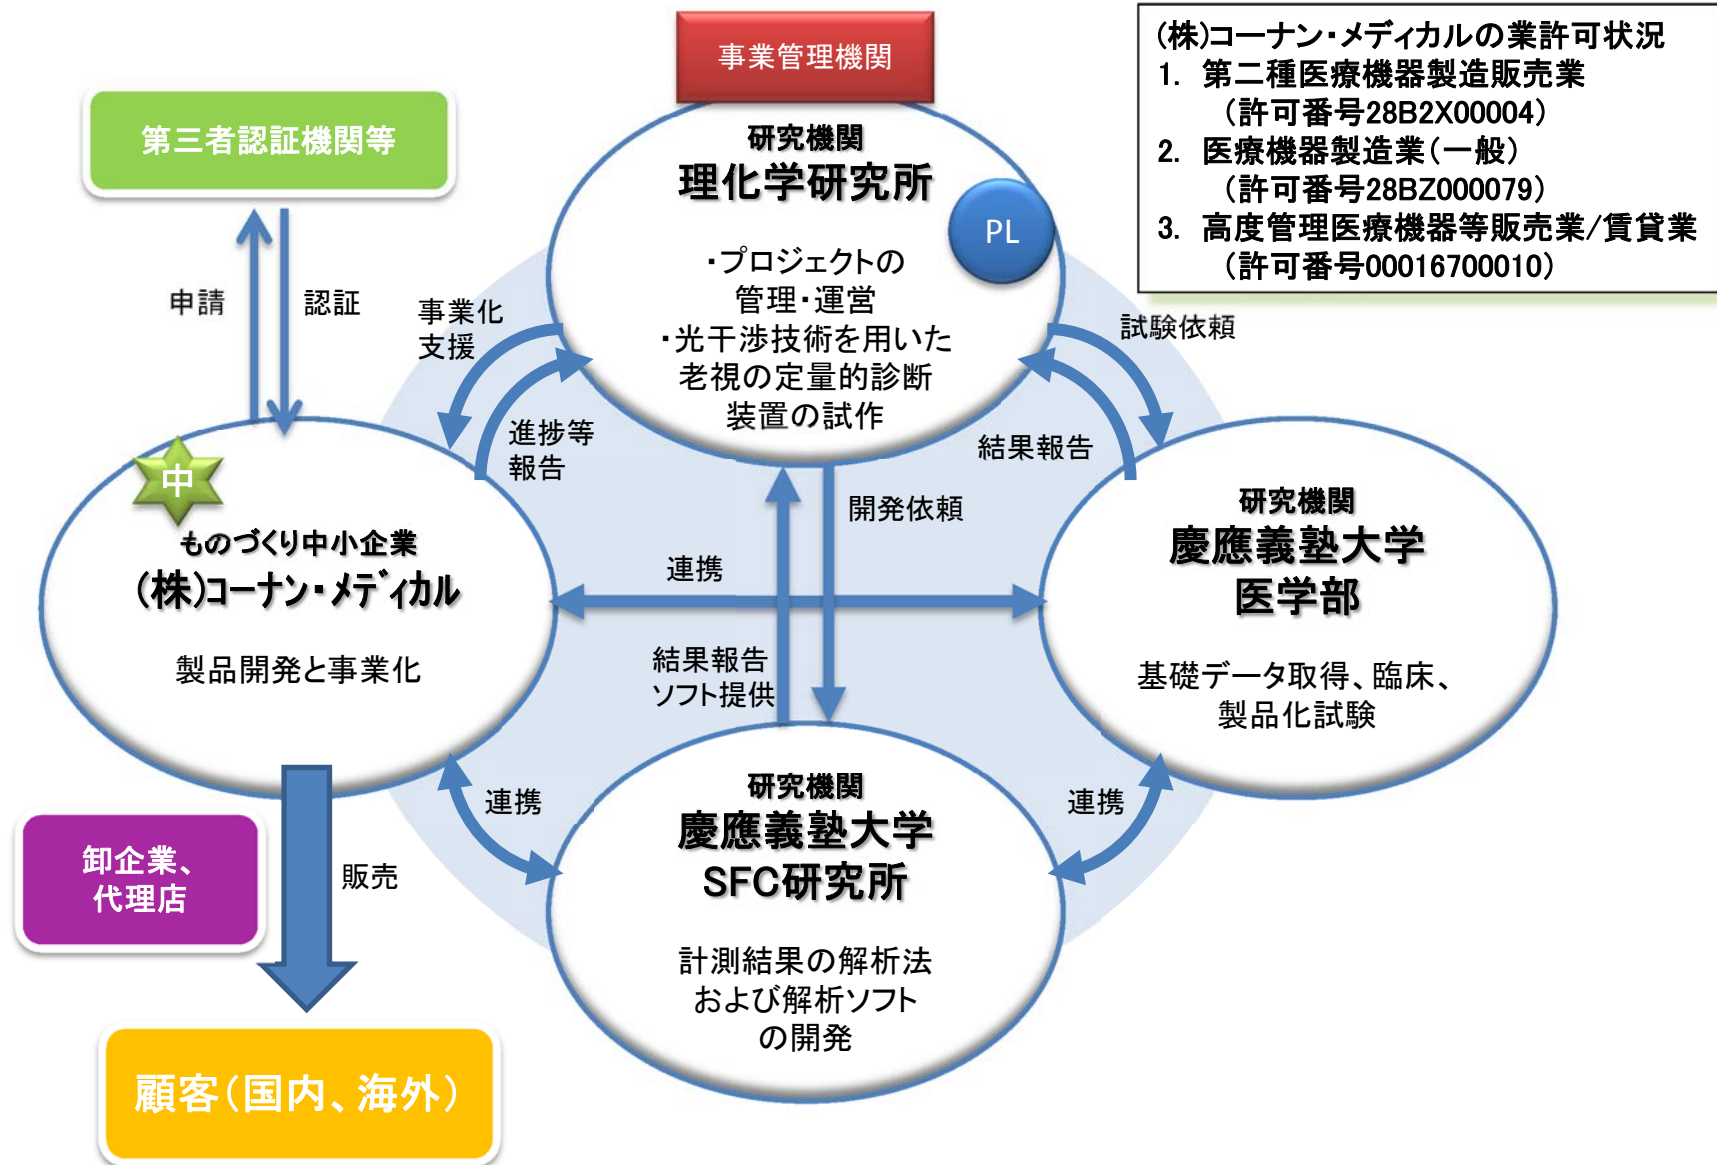 事業管理機関
(株)コーナン・メディカルの業許可状況
1. 第二種医療機器製造販売業
(許可番号28B2X00004)
2. 医療機器製造業(一般)
(許可番号28BZ000079)
3. 高度管理医療機器等販売業/賃貸業
(許可番号00016700010)
第三者認証機関等
研究機関
理化学研究所
PL
・プロジェクトの
管理・運営
・光干渉技術を用いた
老視の定量的診断
装置の試作
申請
認証
事業化
支援
試験依頼
進捗等
報告
結果報告
中
ものづくり中小企業
(株)コーナン・メディカル
製品開発と事業化
開発依頼
連携
結果報告
ソフト提供
研究機関
慶應義塾大学
医学部
基礎データ取得、臨床、
製品化試験
連携
連携
研究機関
慶應義塾大学
SFC研究所
計測結果の解析法
および解析ソフト
の開発
卸企業、
代理店
販売
顧客(国内、海外)